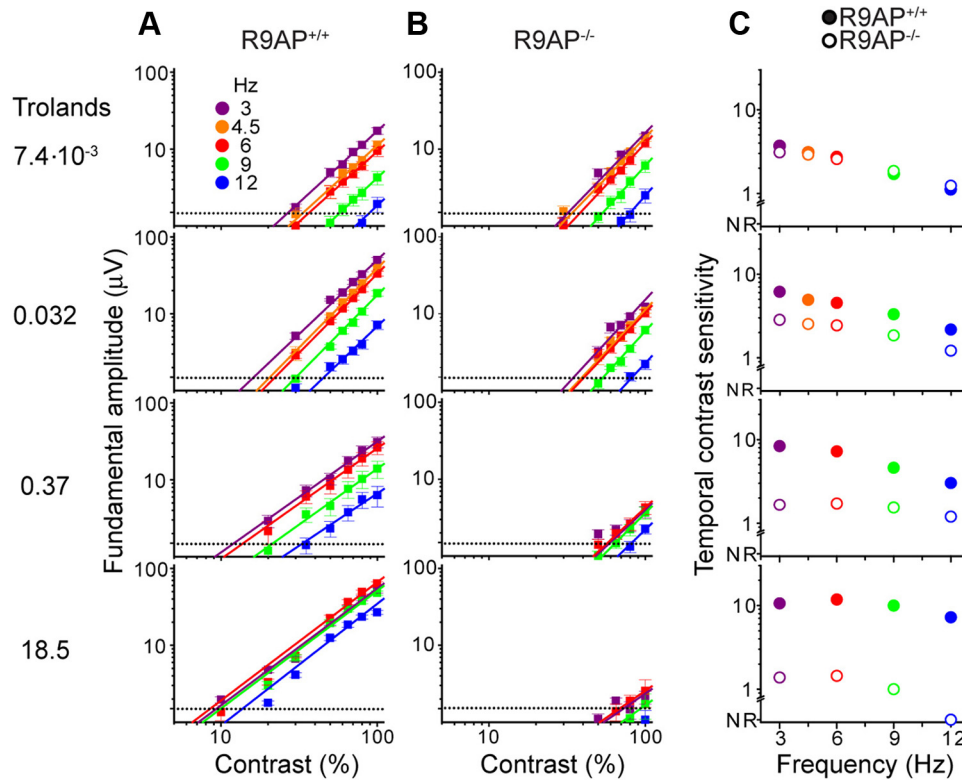 A
B
C
R9AP+/+
R9AP-/-
R9AP+/+
R9AP-/-
Trolands
7.4·10-3
0.032
0.37
18.5
Hz
3
4.5
6
9
12
Fundamental amplitude (µV)
100
10
100
10
100
10
100
10
10
100
Contrast (%)
100
10
100
10
100
10
100
10
10
100
Contrast (%)
Temporal contrast sensitivity
10
1
NR
10
1
NR
10
1
NR
10
1
NR
3
6
9
12
Frequency (Hz)